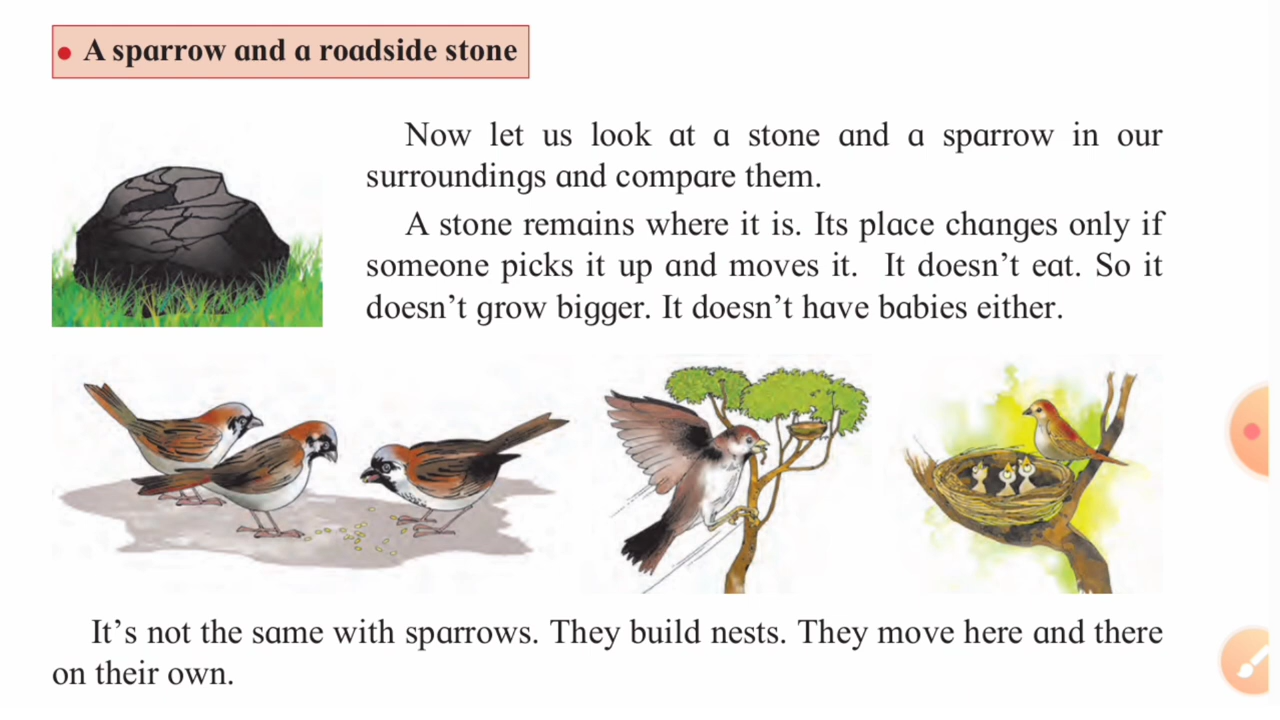 • A sparrow and a roadside stone
Now let us look at a stone and a sparrow in our
surroundings and compare them.
A stone remains where it is. Its place changes only if
someone picks it up and moves it. It doesn't eat. So it
doesn't grow bigger. It doesn't have babies either.
It's not the same with sparrows. They build nests. They move here and there
on their own.